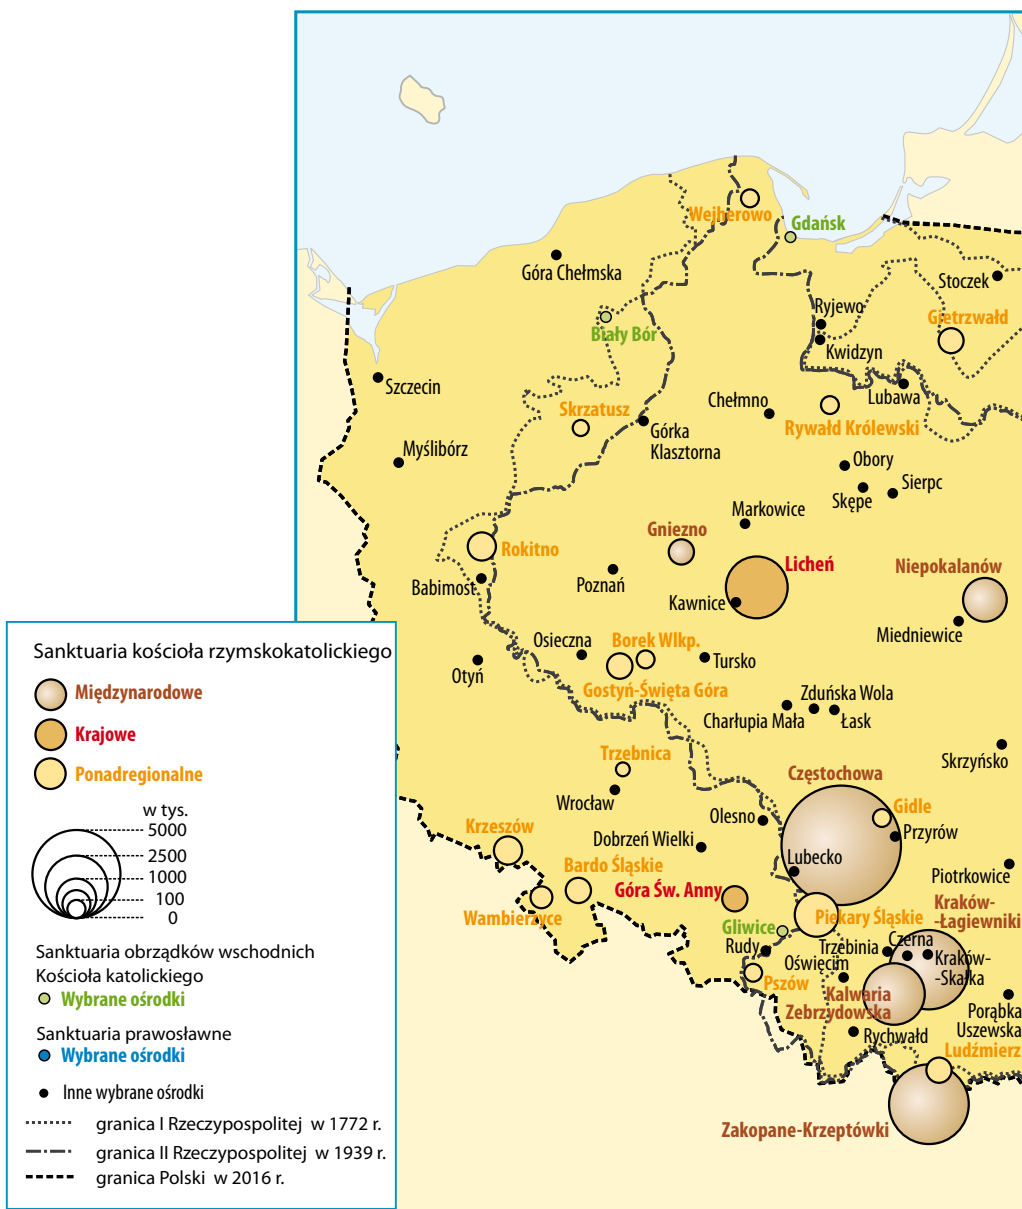 Wejherowo
Gdańsk
Góra Chełmska
Stoczek
Ryjewo
Gietrzwałd
Biały Bór
Kwidzyn
Szczecin
Lubawa
Chełmno
Skrzatusz
Rywałd Królewski
Górka
Klasztorna
Myślibórz
Obory
Sierpc
Skępe
Markowice
Gniezno
Rokitno
Licheń
Niepokalanów
Babimost
Poznań
Kawnice
Miedniewice
Osieczna
Borek Wlkp.
Tursko
Otyń
Gostyń-Święta Góra
Zduńska Wola
Charłupia Mała
Łask
Skrzyńsko
Trzebnica
Częstochowa
Wrocław
Gidle
Olesno
Krzeszów
Przyrów
Dobrzeń Wielki
Lubecko
Bardo Śląskie
Piotrkowice
Góra Św. Anny
Kraków-
-Łagiewniki
Wambierzyce
Piekary Śląskie
Gliwice
Rudy
Trzebinia
Czerna
Kraków-
-Skałka
Oświęcim
Pszów
Kalwaria
Zebrzydowska
Porąbka
Uszewska
Rychwałd
Ludźmierz
Zakopane-Krzeptówki
Sanktuaria kościoła rzymskokatolickiego
Międzynarodowe
Krajowe
Ponadregionalne
w tys.
5000
2500
1000
100
0
Sanktuaria obrządków wschodnich
Kościoła katolickiego
Wybrane ośrodki
Sanktuaria prawosławne
Wybrane ośrodki
Inne wybrane ośrodki
granica I Rzeczypospolitej w 1772 r.
granica II Rzeczypospolitej w 1939 r.
granica Polski w 2016 r.